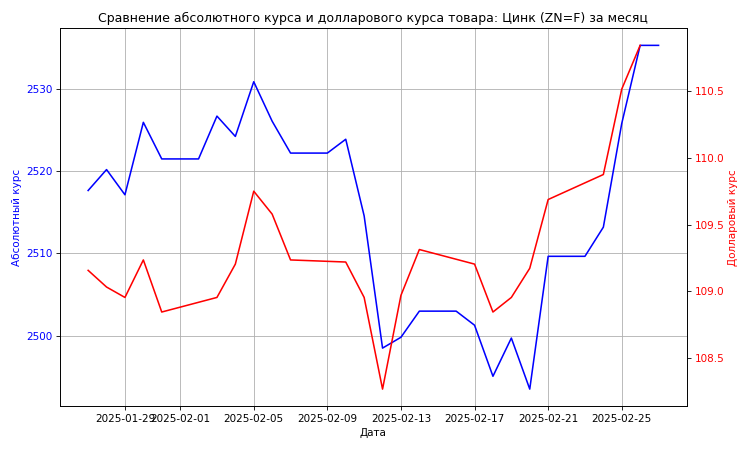 Сравнение абсолютного курса и долларового курса товара: Цинк (ZN=F) за месяц
2530
2520
2510
2500
Абсолютный курс
110.5
110.0
109.5
109.0
108.5
Долларовый курс
2025-01-29 2025-02-01 2025-02-05 2025-02-09 2025-02-13 2025-02-17 2025-02-21 2025-02-25
Дата